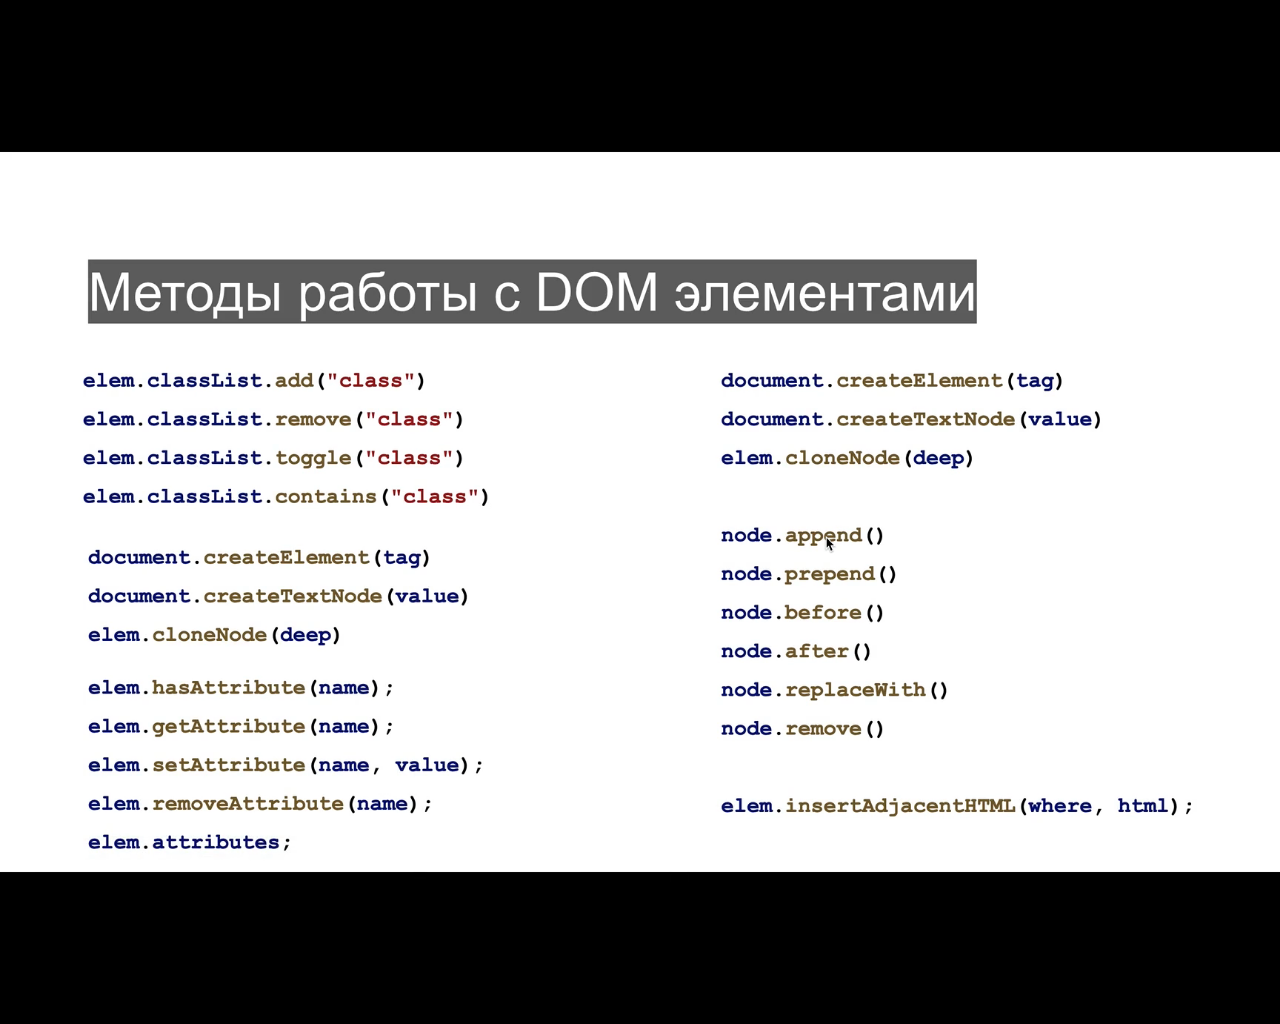 Методы работы с DOM элементами
elem.classList.add("class")
elem.classList.remove("class")
elem.classList.toggle("class")
elem.classList.contains("class")
document.createElement(tag)
document.createTextNode(value)
elem.cloneNode(deep)
elem.hasAttribute(name);
elem.getAttribute(name);
elem.setAttribute(name, value);
elem.removeAttribute(name);
elem.attributes;
document.createElement(tag)
document.createTextNode(value)
elem.cloneNode(deep)
node.append()
node.prepend()
node.before()
node.after()
node.replaceWith()
node.remove()
elem.insertAdjacentHTML(where, html);